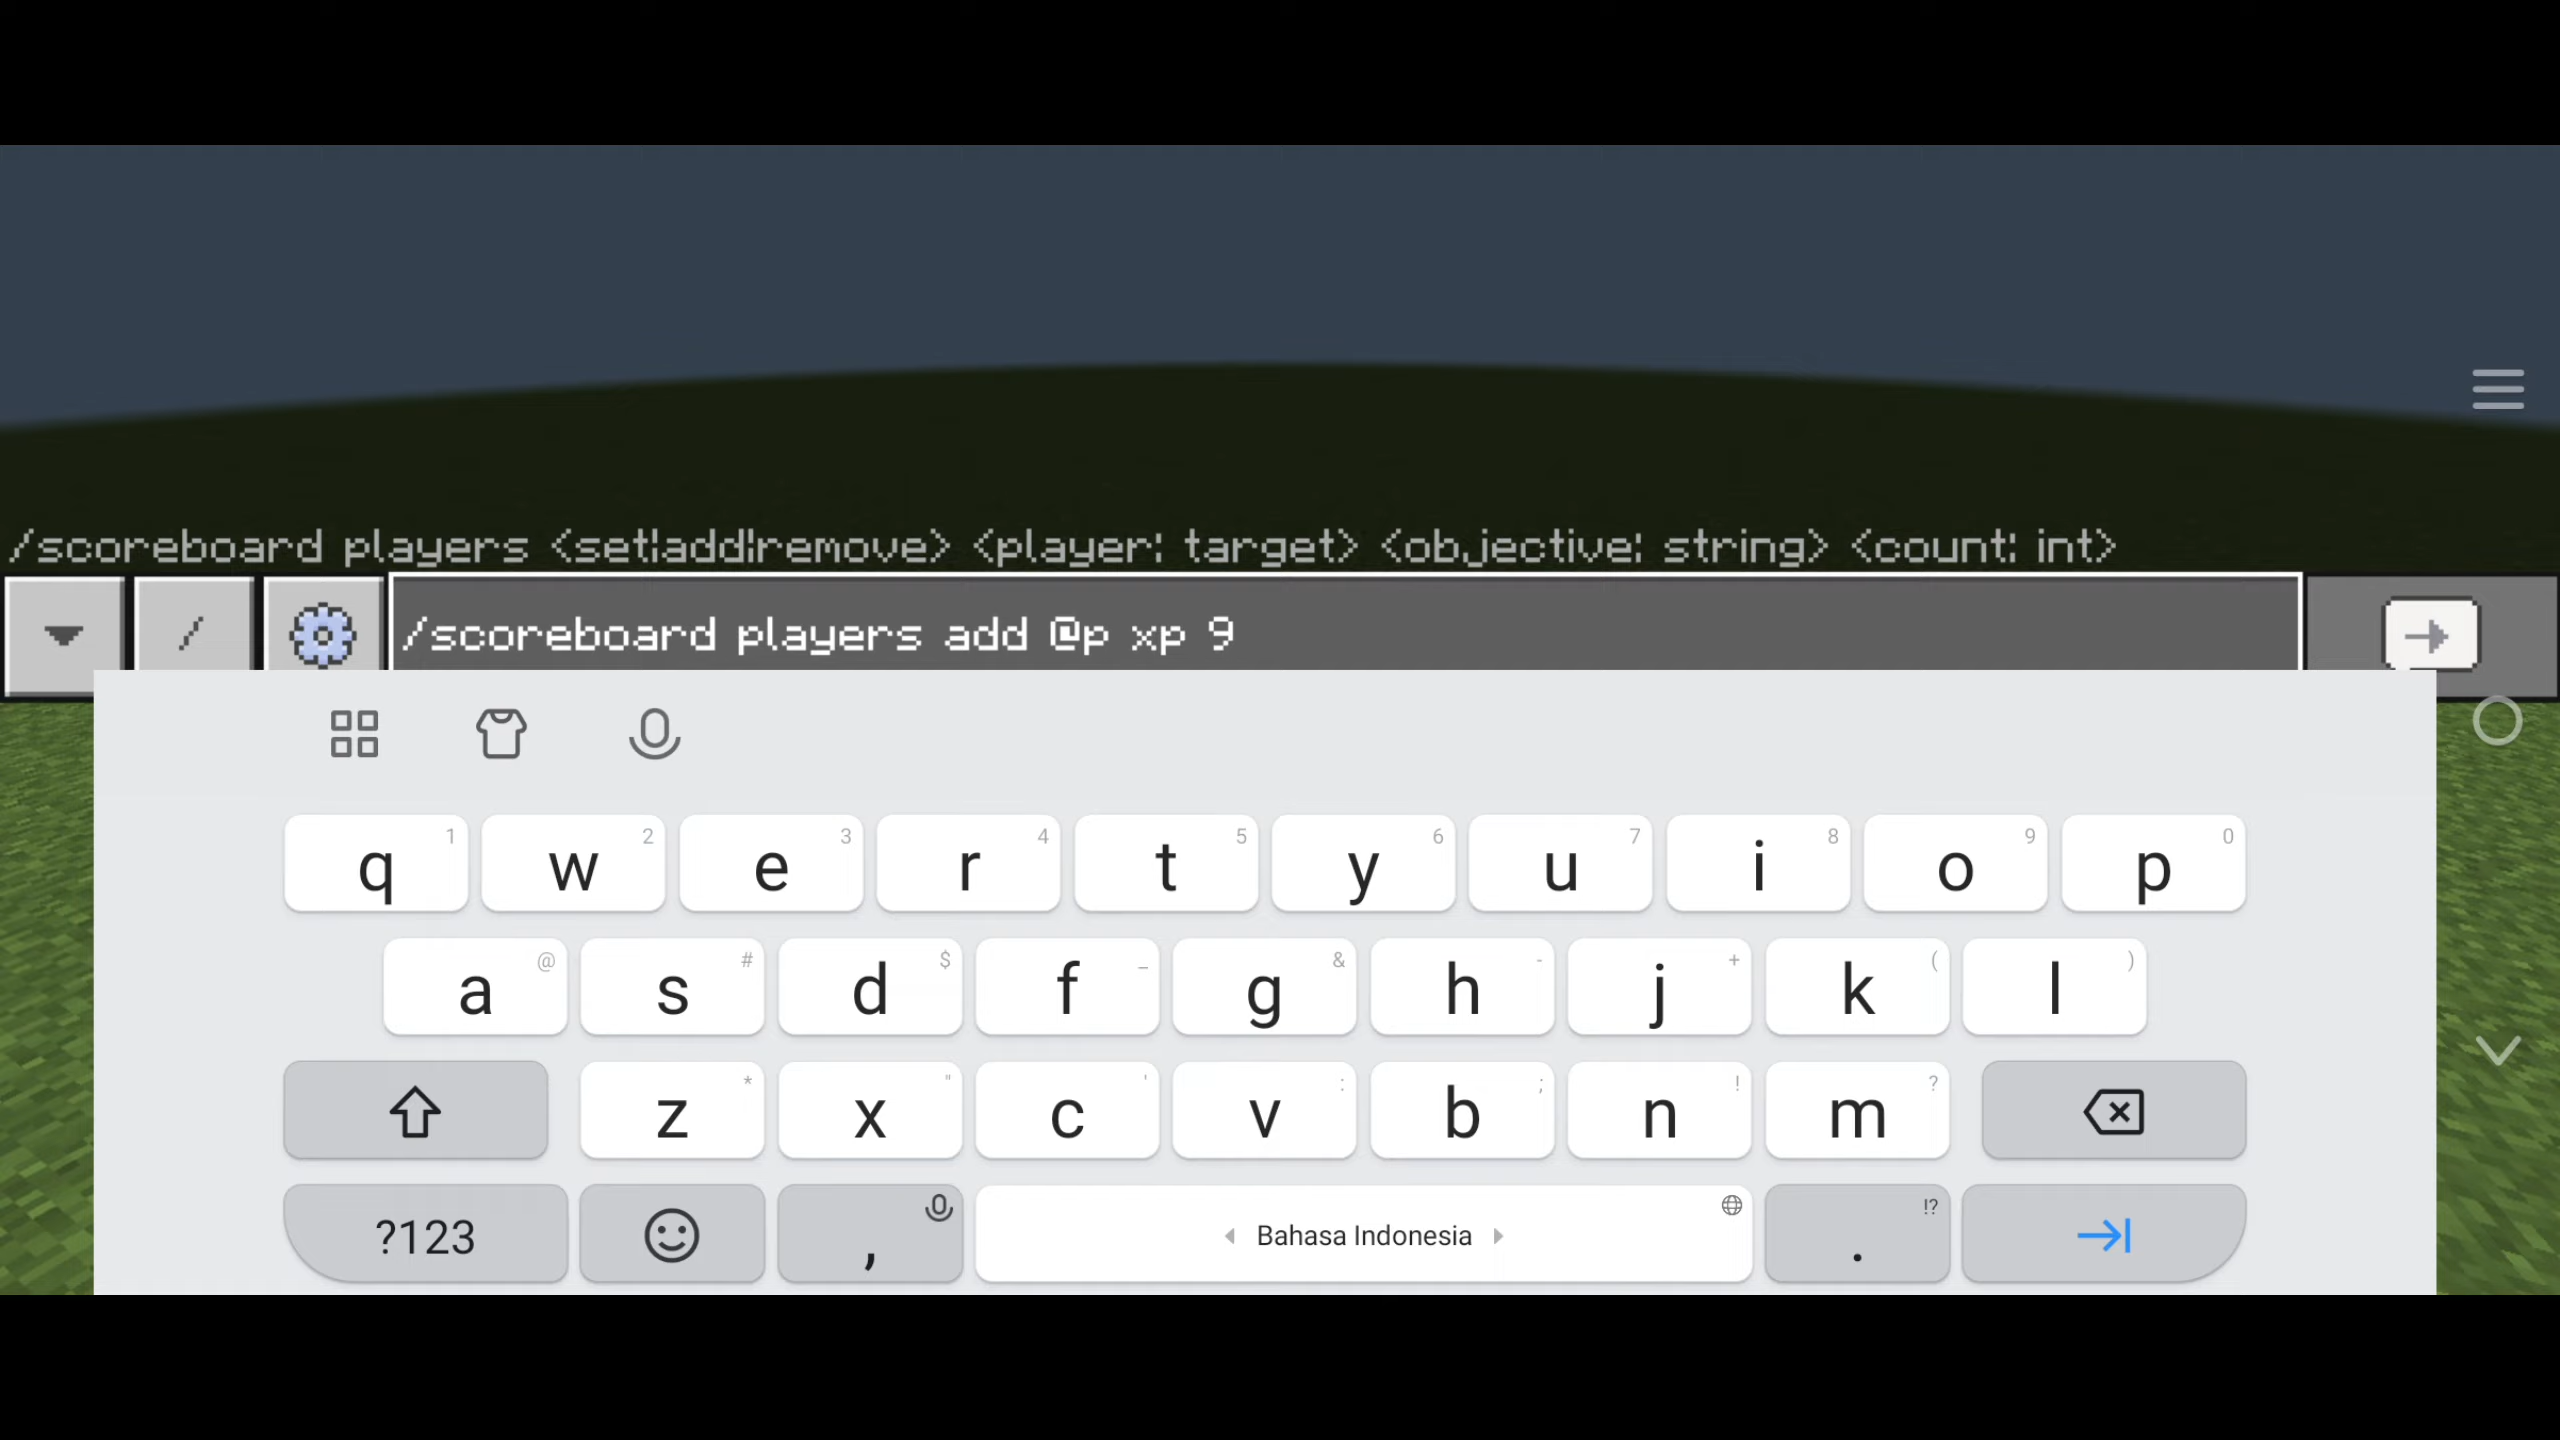 /scoreboard players <set|add|remove> <player: target> <objective: string> <count: int>
/
/scoreboard players add @p xp 9
q 1 w 2 e 3 r 4 t 5 y 6 u 7 i 8 o 9 p 0
a @ s # d $ f _ g & h - j + k ( l )
z * x " c ' v : b ; n ! m ?
?123 , Bahasa Indonesia . !?